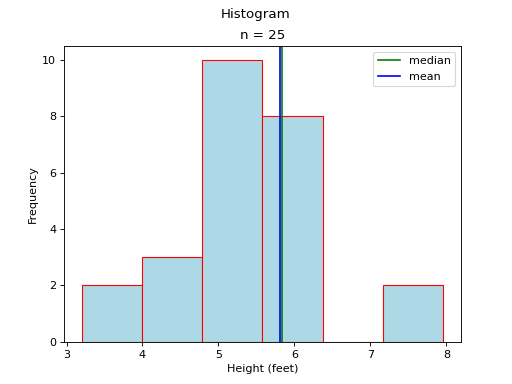 Histogram
n = 25
median
mean
10
8
6
4
2
0
Frequency
3 4 5 6 7 8
Height (feet)